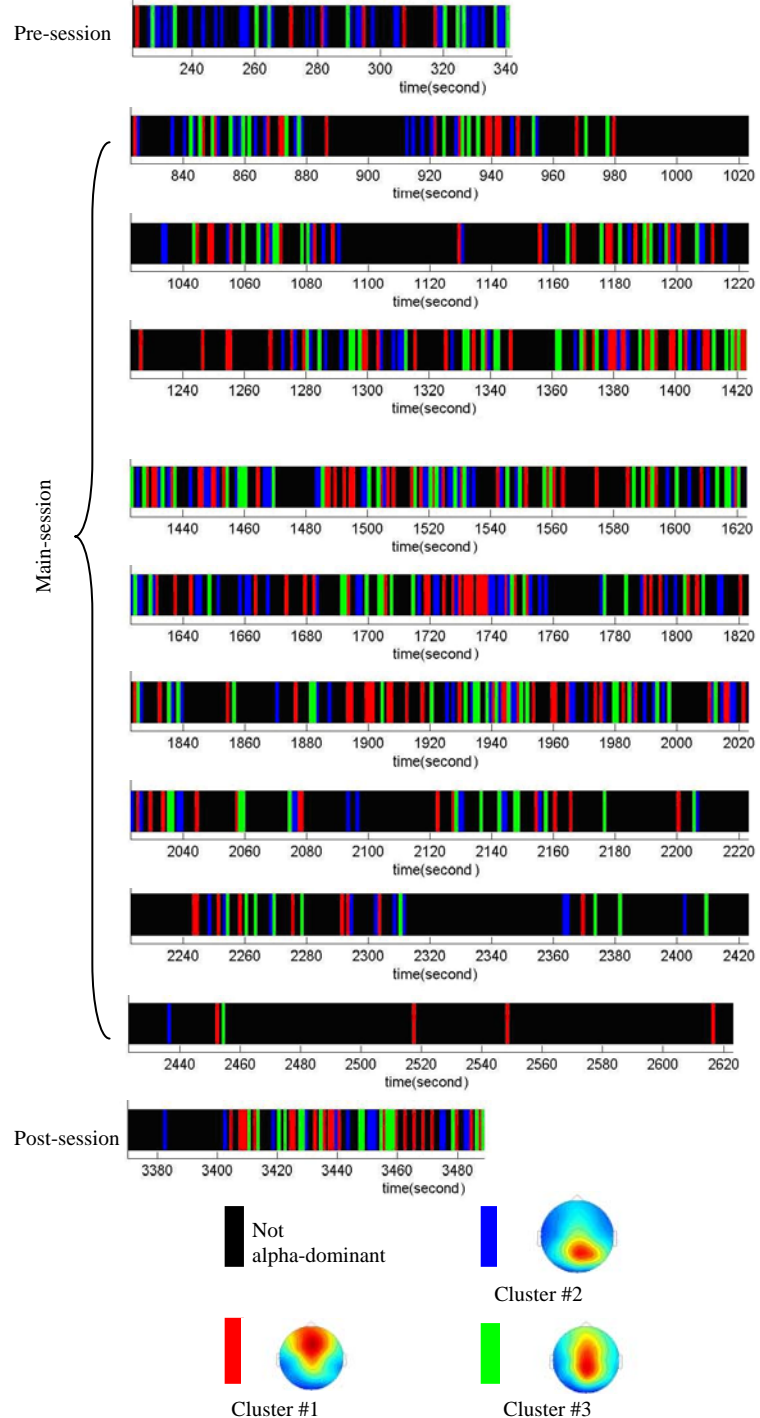 Pre-session
240 260 280 300 320 340
time(second)
Main-session
840 860 880 900 920 940 960 980 1000 1020
time(second)
1040 1060 1080 1100 1120 1140 1160 1180 1200 1220
time(second)
1240 1260 1280 1300 1320 1340 1360 1380 1400 1420
time(second)
1440 1460 1480 1500 1520 1540 1560 1580 1600 1620
time(second)
1640 1660 1680 1700 1720 1740 1760 1780 1800 1820
time(second)
1840 1860 1880 1900 1920 1940 1960 1980 2000 2020
time(second)
2040 2060 2080 2100 2120 2140 2160 2180 2200 2220
time(second)
2240 2260 2280 2300 2320 2340 2360 2380 2400 2420
time(second)
2440 2460 2480 2500 2520 2540 2560 2580 2600 2620
time(second)
Post-session
3380 3400 3420 3440 3460 3480
time(second)
Not
alpha-dominant
Cluster #2
Cluster #1
Cluster #3